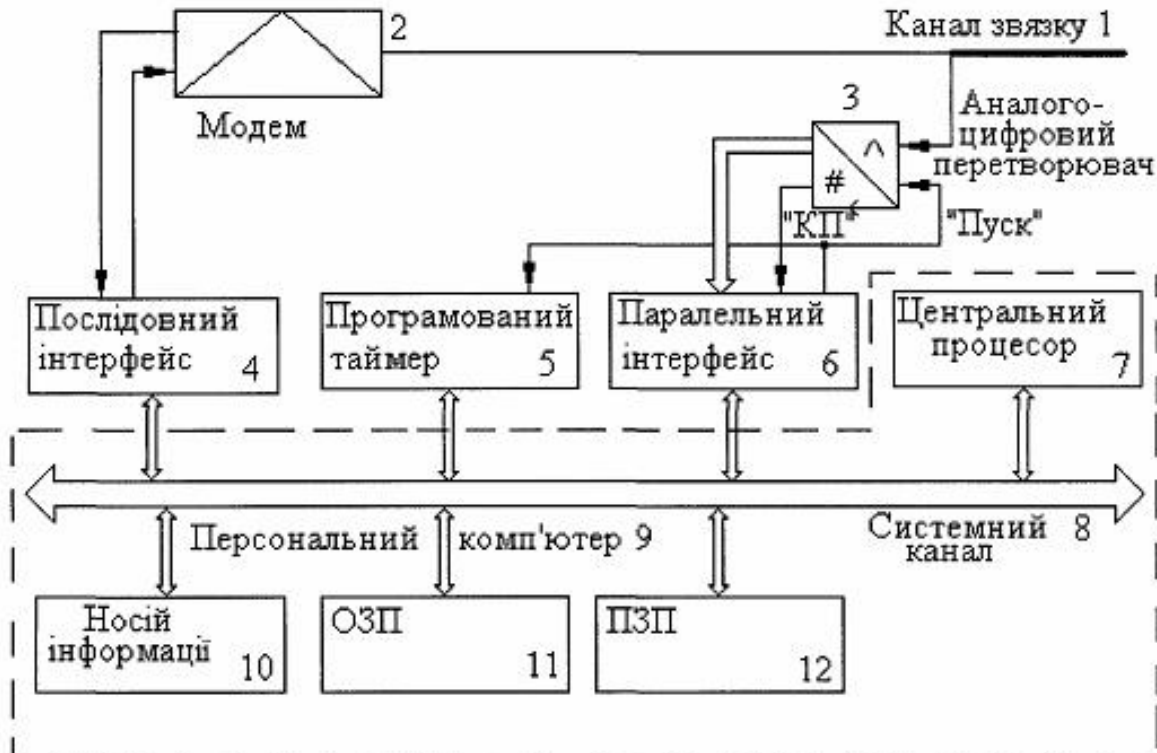 2
Канал звязку 1
Модем
3
Аналого-
цифровий
перетворювач
^
#
"КП"
"Пуск"
Послідовний
інтерфейс 4
Програмований
таймер 5
Паралельний
інтерфейс 6
Центральний
процесор 7
Персональний комп'ютер 9
Системний 8
канал
Носій
інформації 10
ОЗП
11
ПЗП
12